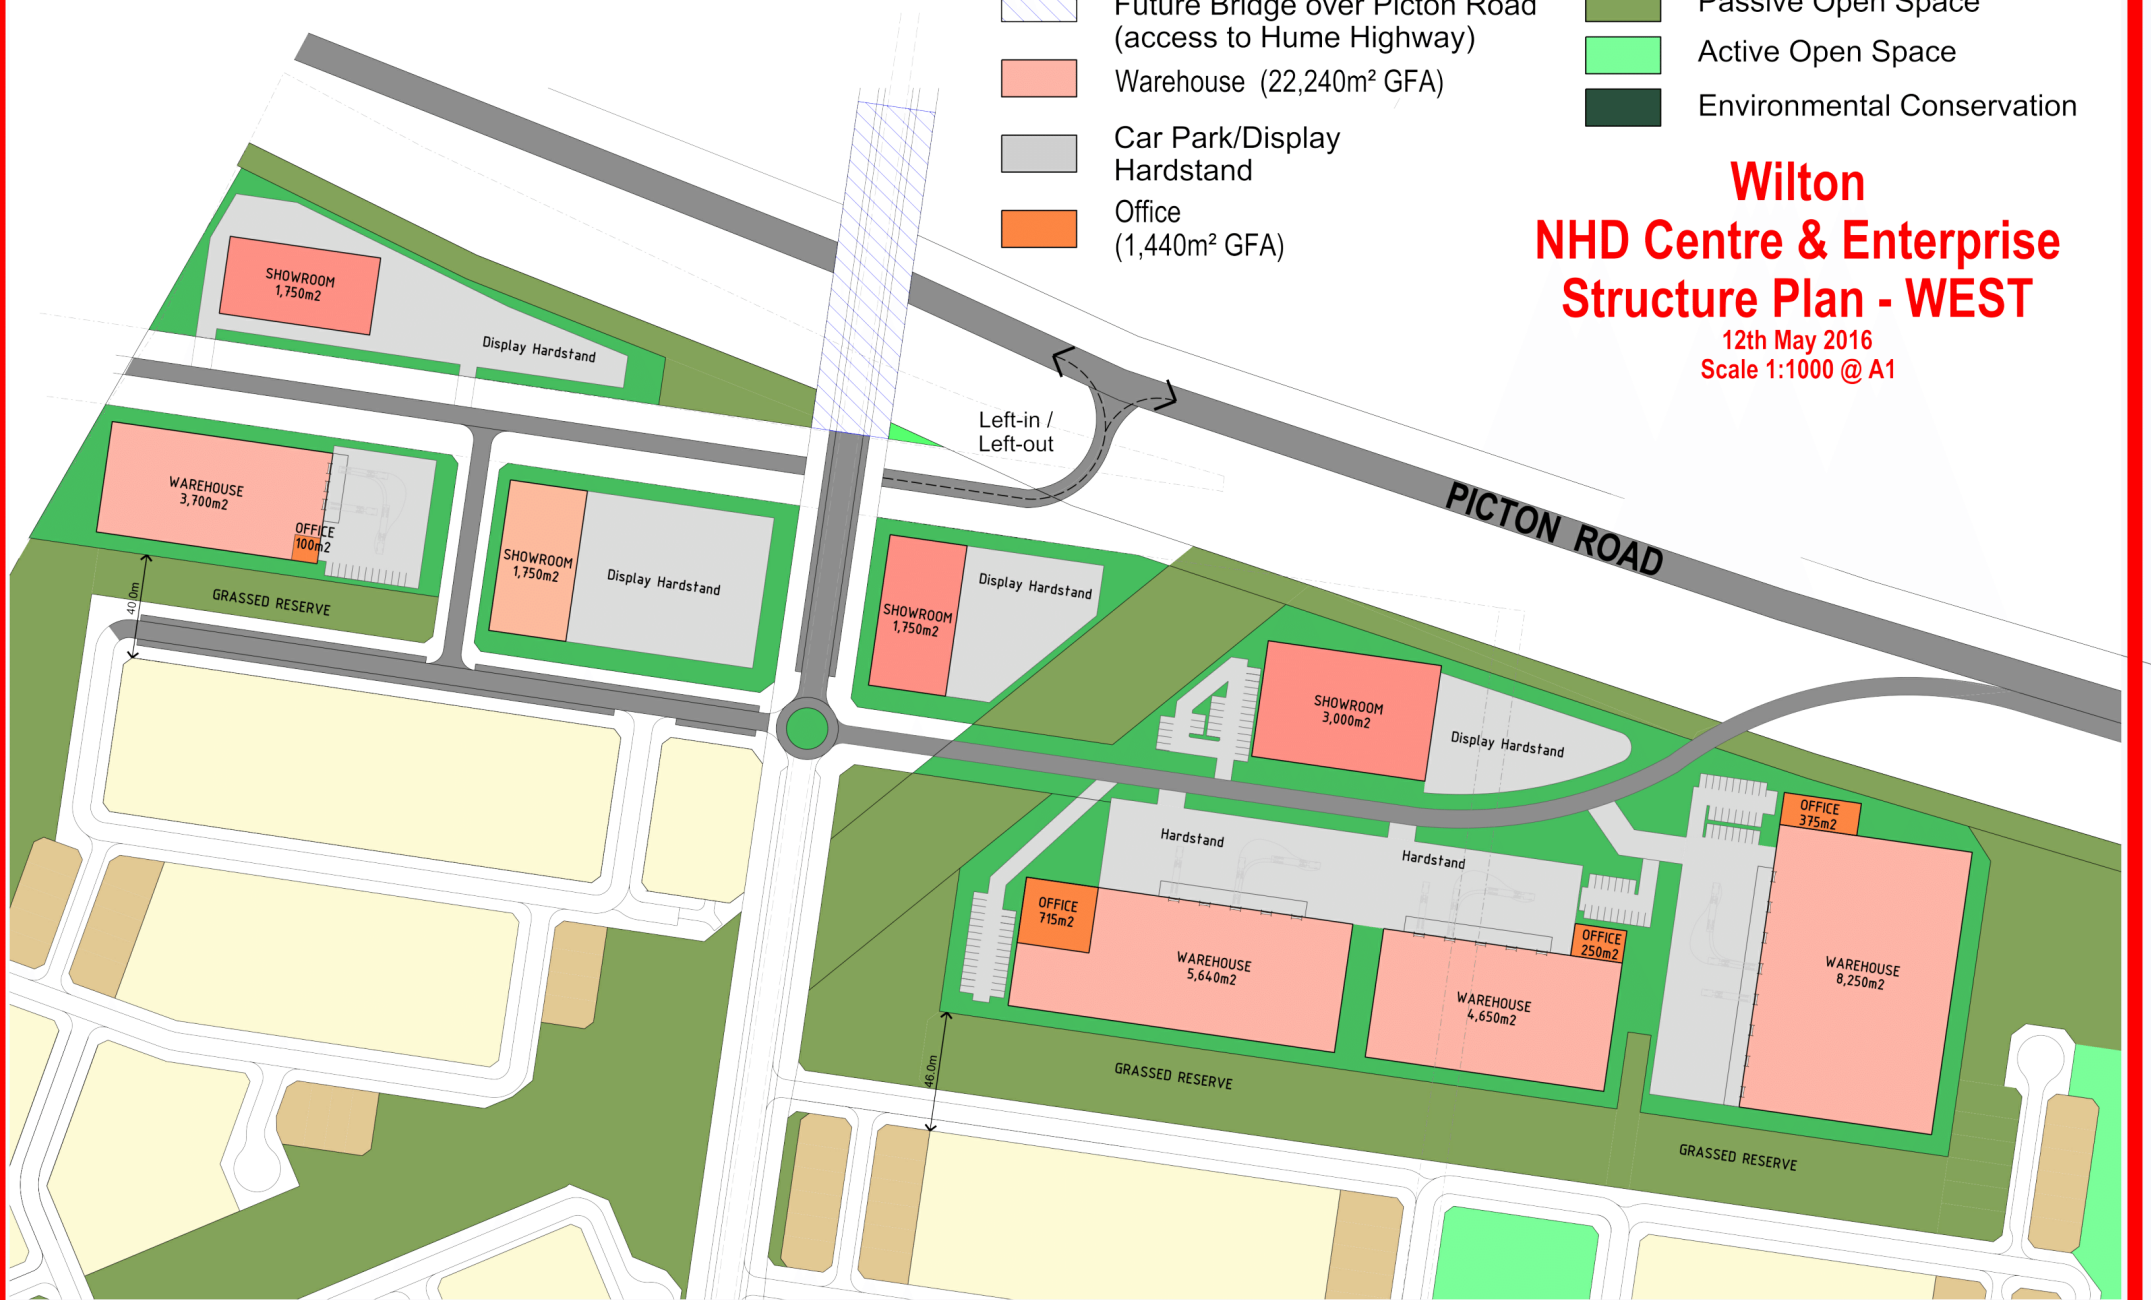 Future Bridge over Picton Road
(access to Hume Highway)
Warehouse (22,240m² GFA)
Car Park/Display
Hardstand
Office
(1,440m² GFA)
Passive Open Space
Active Open Space
Environmental Conservation
Wilton
NHD Centre & Enterprise
Structure Plan - WEST
12th May 2016
Scale 1:1000 @ A1
SHOWROOM
1,750m2
Display Hardstand
Left-in /
Left-out
WAREHOUSE
3,700m2
OFFICE
100m2
SHOWROOM
1,750m2
Display Hardstand
SHOWROOM
1,750m2
Display Hardstand
PICTON ROAD
40.0m
GRASSED RESERVE
SHOWROOM
3,000m2
Display Hardstand
Hardstand
Hardstand
OFFICE
375m2
OFFICE
715m2
WAREHOUSE
5,640m2
OFFICE
250m2
WAREHOUSE
4,650m2
WAREHOUSE
8,250m2
46.0m
GRASSED RESERVE
GRASSED RESERVE